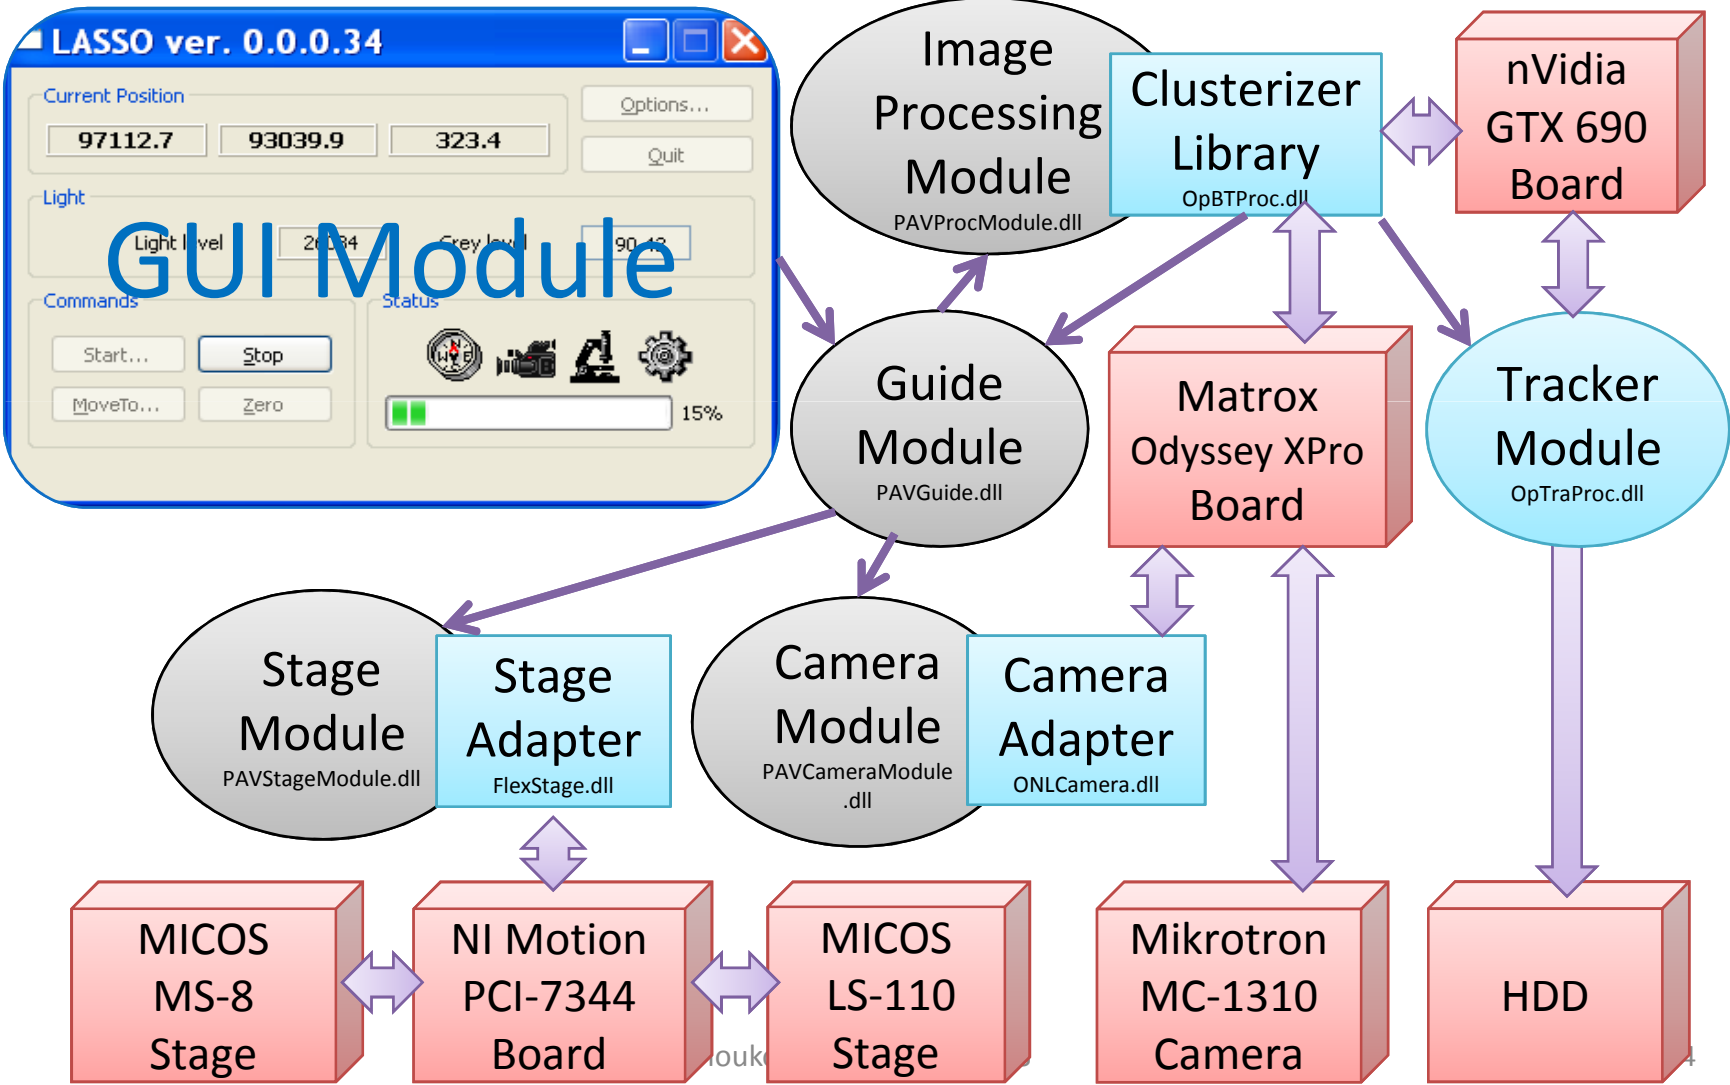 LASSO ver. 0.0.0.34
Current Position
97112.7
93039.9
323.4
Options...
Quit
Light
Light level
Grey level
GUI Module
Commands
Start...
Stop
MoveTo...
Zero
Status
15%
Image
Processing
Module
PAVProcModule.dll
Clusterizer
Library
OpBTProc.dll
nVidia
GTX 690
Board
Guide
Module
PAVGuide.dll
Matrox
Odyssey XPro
Board
Tracker
Module
OpTraProc.dll
Stage
Module
PAVStageModule.dll
Stage
Adapter
FlexStage.dll
Camera
Module
PAVCameraModule
.dll
Camera
Adapter
ONLCamera.dll
MICOS
MS-8
Stage
NI Motion
PCI-7344
Board
MICOS
LS-110
Stage
Mikrotron
MC-1310
Camera
HDD